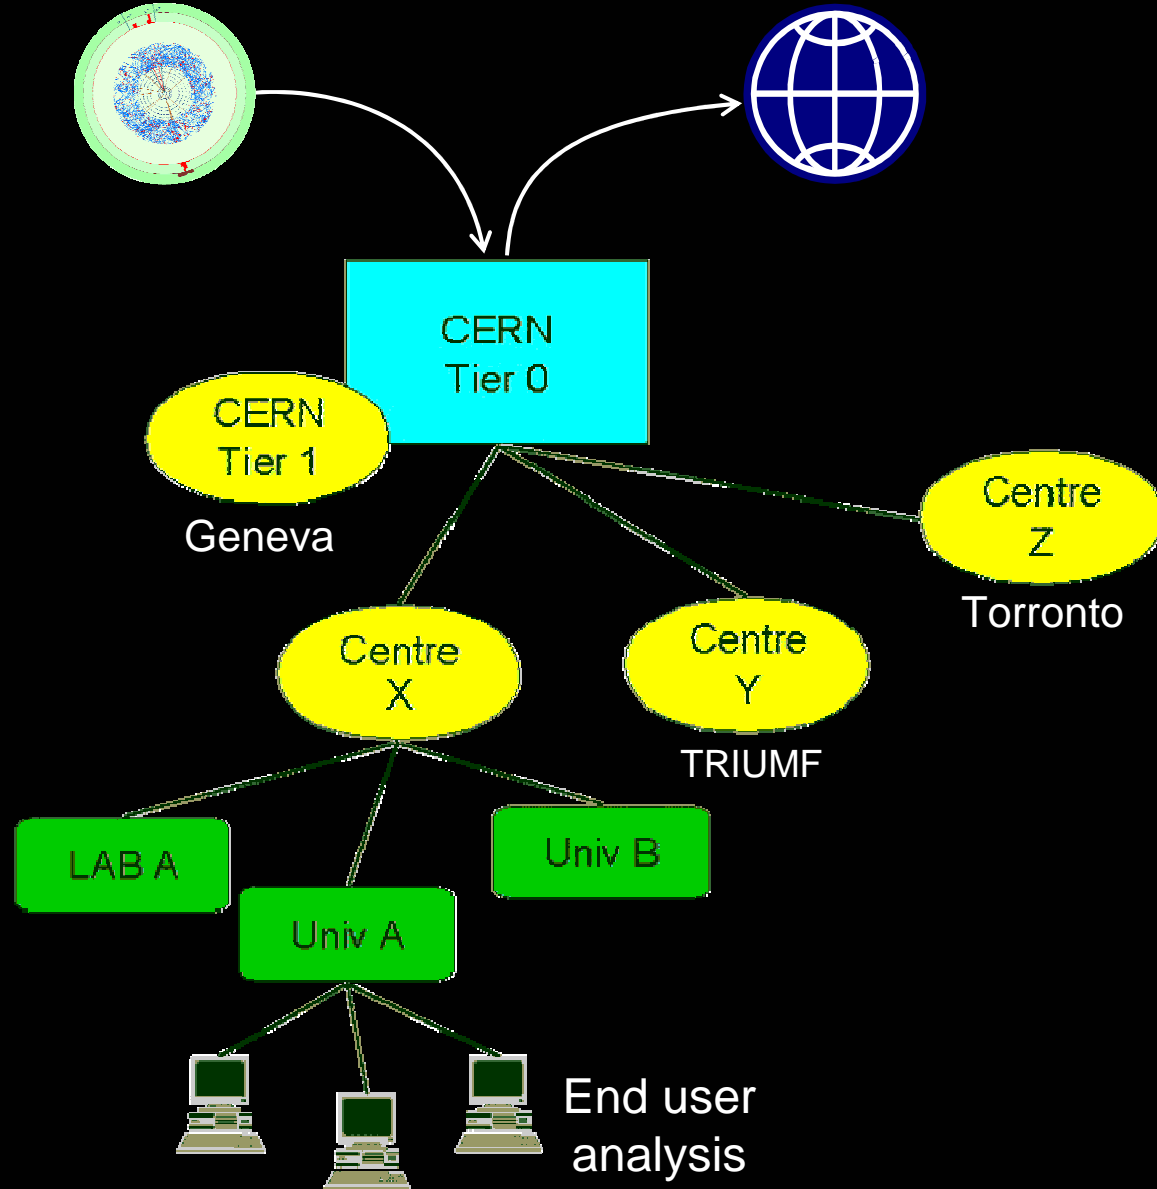 CERN
Tier 0
CERN
Tier 1
Geneva
Centre
Z
Torronto
Centre
X
Centre
Y
TRIUMF
LAB A
Univ B
Univ A
End user
analysis